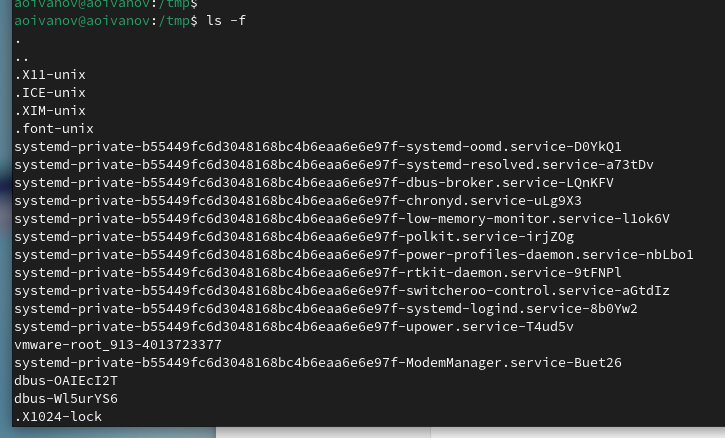 aoivanov@aoivanov:/tmp$
aoivanov@aoivanov:/tmp$ ls -f
.
..
.X11-unix
.ICE-unix
.XIM-unix
.font-unix
systemd-private-b55449fc6d3048168bc4b6eaa6e6e97f-systemd-oomd.service-D0YkQ1
systemd-private-b55449fc6d3048168bc4b6eaa6e6e97f-systemd-resolved.service-a73tDv
systemd-private-b55449fc6d3048168bc4b6eaa6e6e97f-dbus-broker.service-LQnKFV
systemd-private-b55449fc6d3048168bc4b6eaa6e6e97f-chronyd.service-uLg9X3
systemd-private-b55449fc6d3048168bc4b6eaa6e6e97f-low-memory-monitor.service-l1ok6V
systemd-private-b55449fc6d3048168bc4b6eaa6e6e97f-polkit.service-irjZOg
systemd-private-b55449fc6d3048168bc4b6eaa6e6e97f-power-profiles-daemon.service-nbLbo1
systemd-private-b55449fc6d3048168bc4b6eaa6e6e97f-rtkit-daemon.service-9tFNPl
systemd-private-b55449fc6d3048168bc4b6eaa6e6e97f-switcheroo-control.service-aGtdIz
systemd-private-b55449fc6d3048168bc4b6eaa6e6e97f-systemd-logind.service-8b0Yw2
systemd-private-b55449fc6d3048168bc4b6eaa6e6e97f-upower.service-T4ud5v
vmware-root_913-4013723377
systemd-private-b55449fc6d3048168bc4b6eaa6e6e97f-ModemManager.service-Buet26
dbus-OAIEcI2T
dbus-Wl5urYS6
.X1024-lock